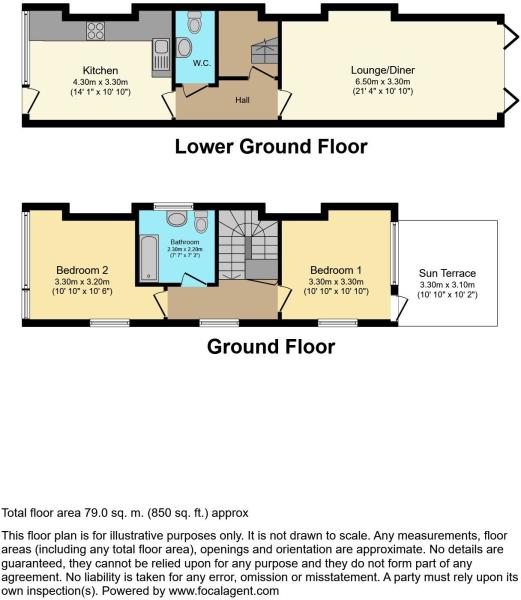 Kitchen
4.30m x 3.30m
(14' 1" x 10' 10")
W.C.
Hall
Lounge/Diner
6.50m x 3.30m
(21' 4" x 10' 10")
Lower Ground Floor
Bedroom 2
3.30m x 3.20m
(10' 10" x 10' 6")
Bathroom
2.30m x 2.20m
(7' 7" x 7' 3")
Bedroom 1
3.30m x 3.30m
(10' 10" x 10' 10")
Sun Terrace
3.30m x 3.10m
(10' 10" x 10' 2")
Ground Floor
Total floor area 79.0 sq. m. (850 sq. ft.) approx
This floor plan is for illustrative purposes only. It is not drawn to scale. Any measurements, floor
areas (including any total floor area), openings and orientation are approximate. No details are
guaranteed, they cannot be relied upon for any purpose and they do not form part of any
agreement. No liability is taken for any error, omission or misstatement. A party must rely upon its
own inspection(s). Powered by www.focalagent.com